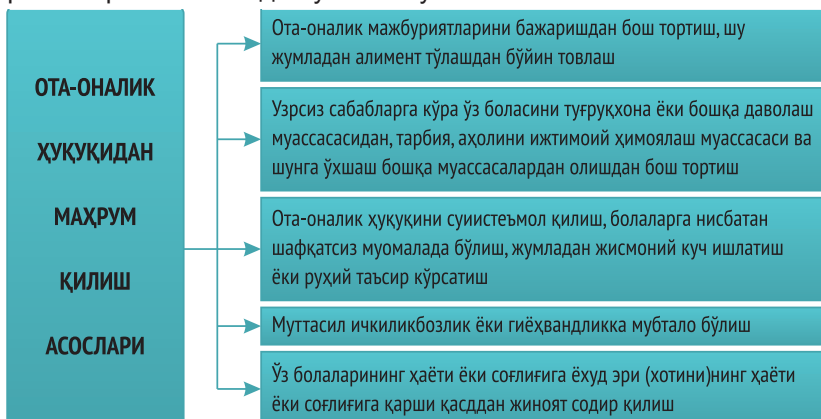 ОТА-ОНАЛИК
ҲУҚУҚИДАН
МАҲРУМ
ҚИЛИШ
АСОСЛАРИ
Ота-оналик мажбуриятларини бажаришдан бош тортиш, шу
жумладан алимент тўлашдан бўйин товлаш
Узрсиз сабабларга кўра ўз боласини туғруқхона ёки бошқа даволаш
муассасасидан, тарбия, аҳолини ижтимоий ҳимоялаш муассасаси ва
шунга ўхшаш бошқа муассасалардан олишдан бош тортиш
Ота-оналик ҳуқуқини суиистеъмол қилиш, болаларга нисбатан
шафқатсиз муомалада бўлиш, жумладан жисмоний куч ишлатиш
ёки руҳий таъсир кўрсатиш
Муттасил ичкиликбозлик ёки гиёҳвандликка мубтало бўлиш
Ўз болаларининг ҳаёти ёки соғлиғига ёхуд эри (хотини)нинг ҳаёти
ёки соғлиғига қарши қасддан жиноят содир қилиш